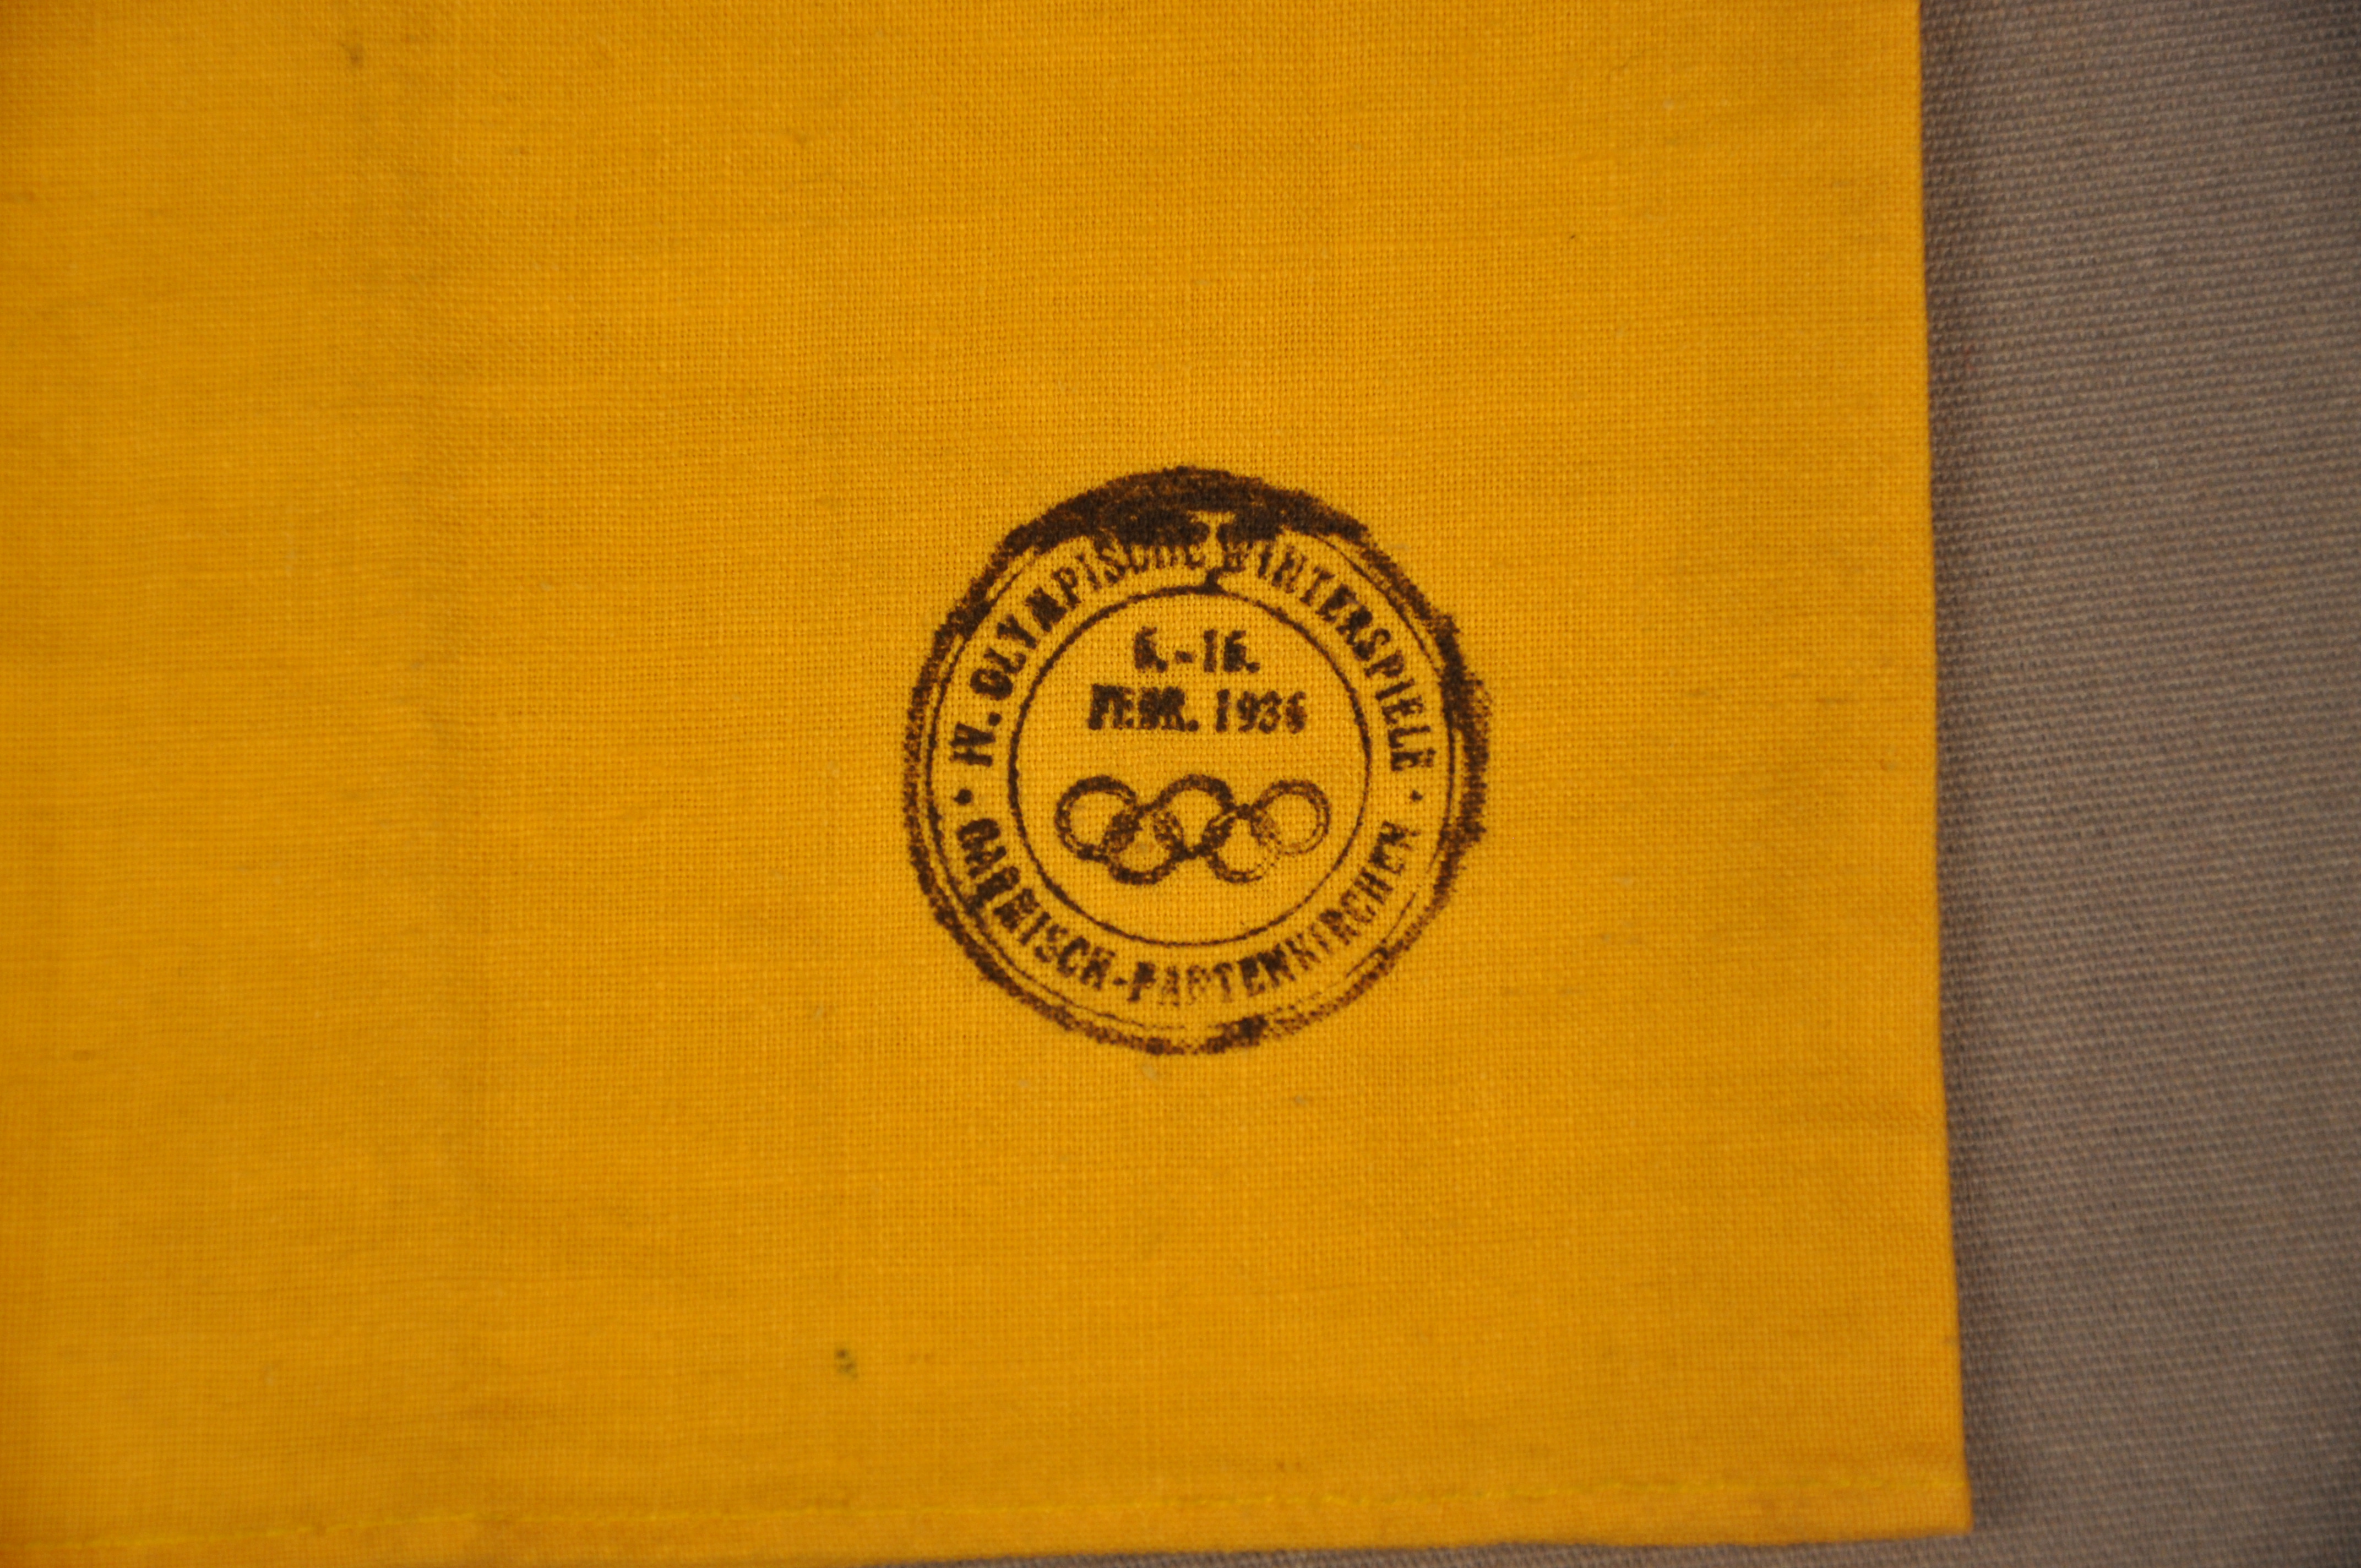 IV. OLYMPISCHE WINTERSPIELE
6.-16.
FEBR. 1936
GARMISCH-PARTENKIRCHEN